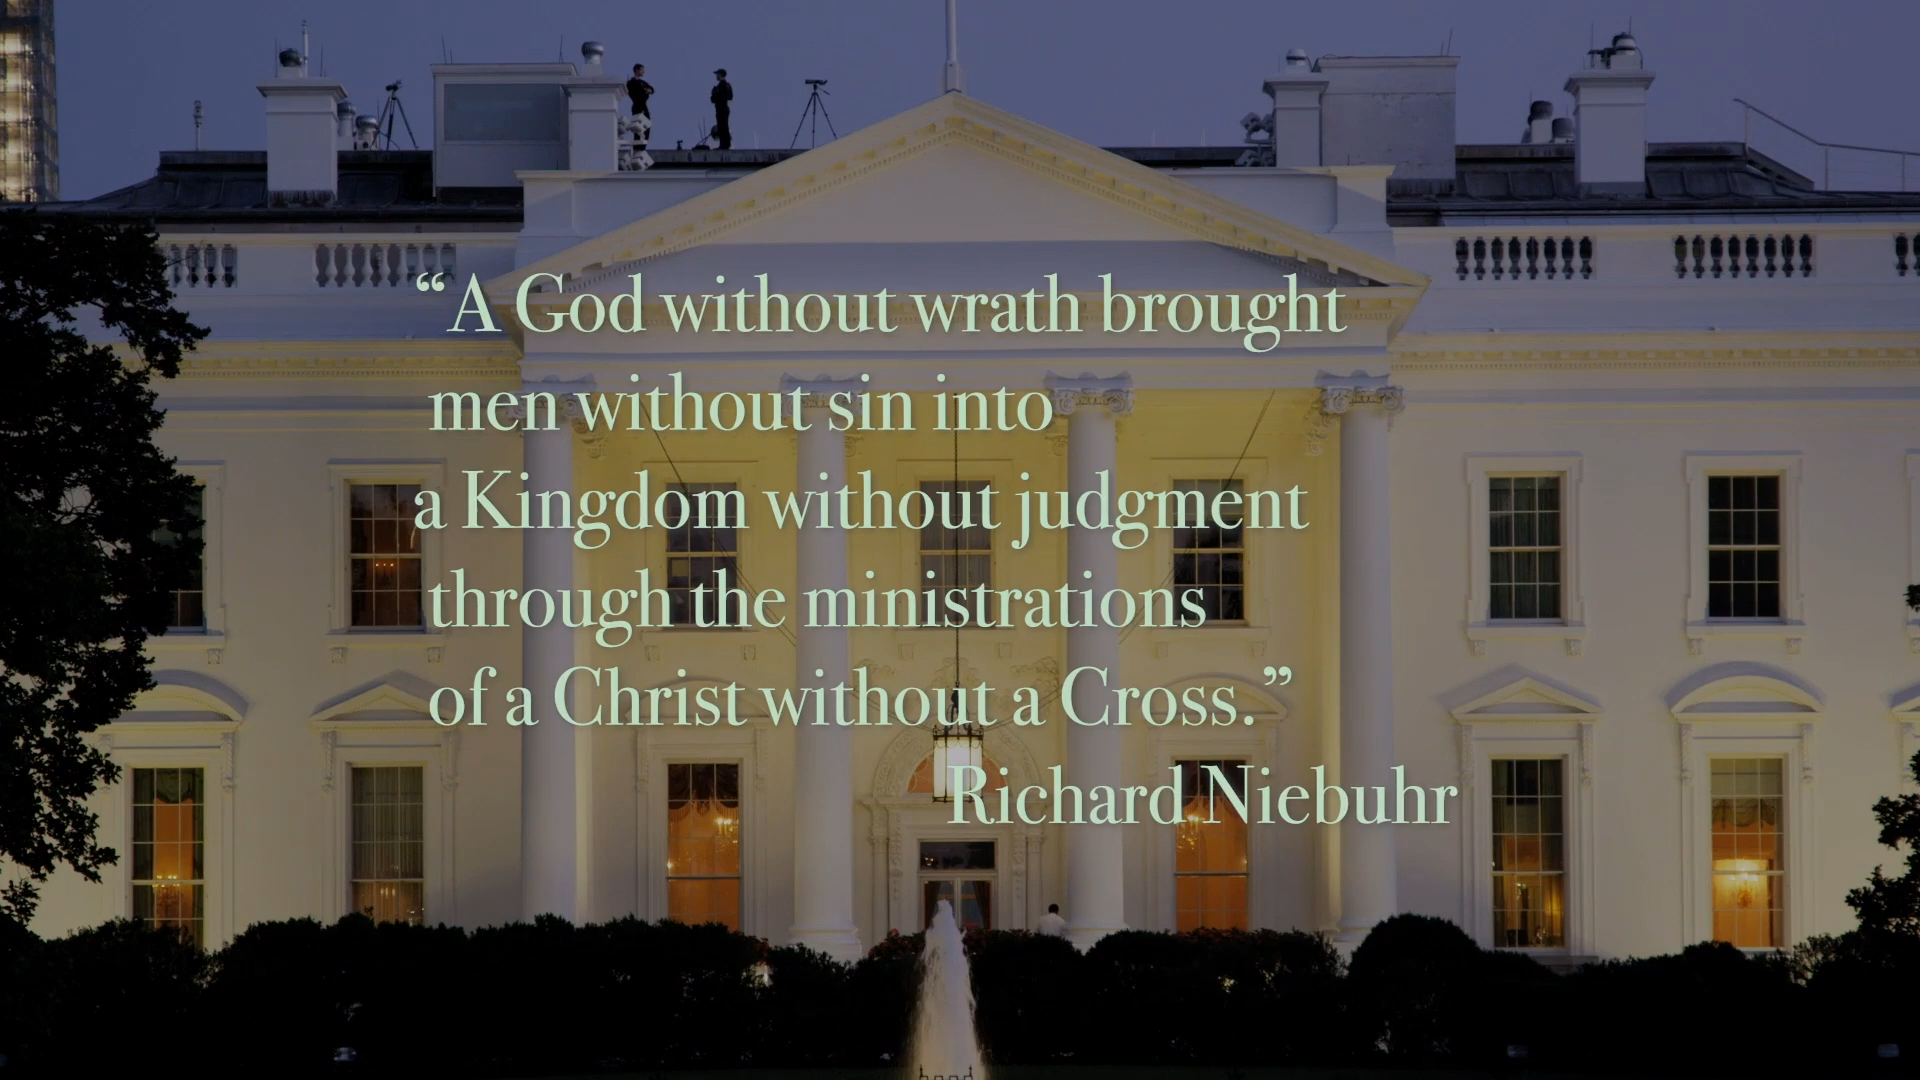 “A God without wrath brought
men without sin into
a Kingdom without judgment
through the ministrations
of a Christ without a Cross.”
Richard Niebuhr